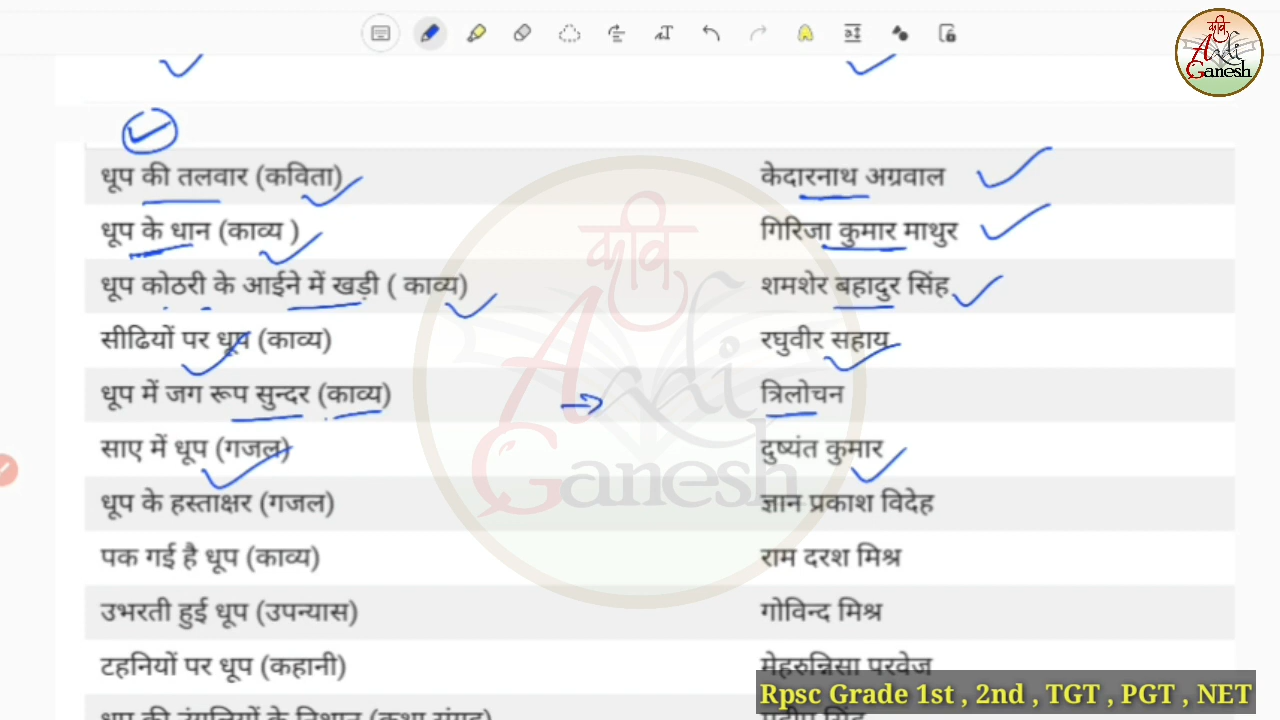 कवि
Aadi
Ganesh
धूप की तलवार (कविता) केदारनाथ अग्रवाल
धूप के धान (काव्य ) गिरिजा कुमार माथुर
धूप कोठरी के आईने में खड़ी ( काव्य) शमशेर बहादुर सिंह
सीढियों पर धूप (काव्य) रघुवीर सहाय
धूप में जग रूप सुन्दर (काव्य) त्रिलोचन
साए में धूप (गजल) दुष्यंत कुमार
धूप के हस्ताक्षर (गजल) ज्ञान प्रकाश विदेह
पक गई है धूप (काव्य) राम दरश मिश्र
उभरती हुई धूप (उपन्यास) गोविन्द मिश्र
टहनियों पर धूप (कहानी) मेहरुन्निसा परवेज
Rpsc Grade 1st , 2nd , TGT , PGT , NET